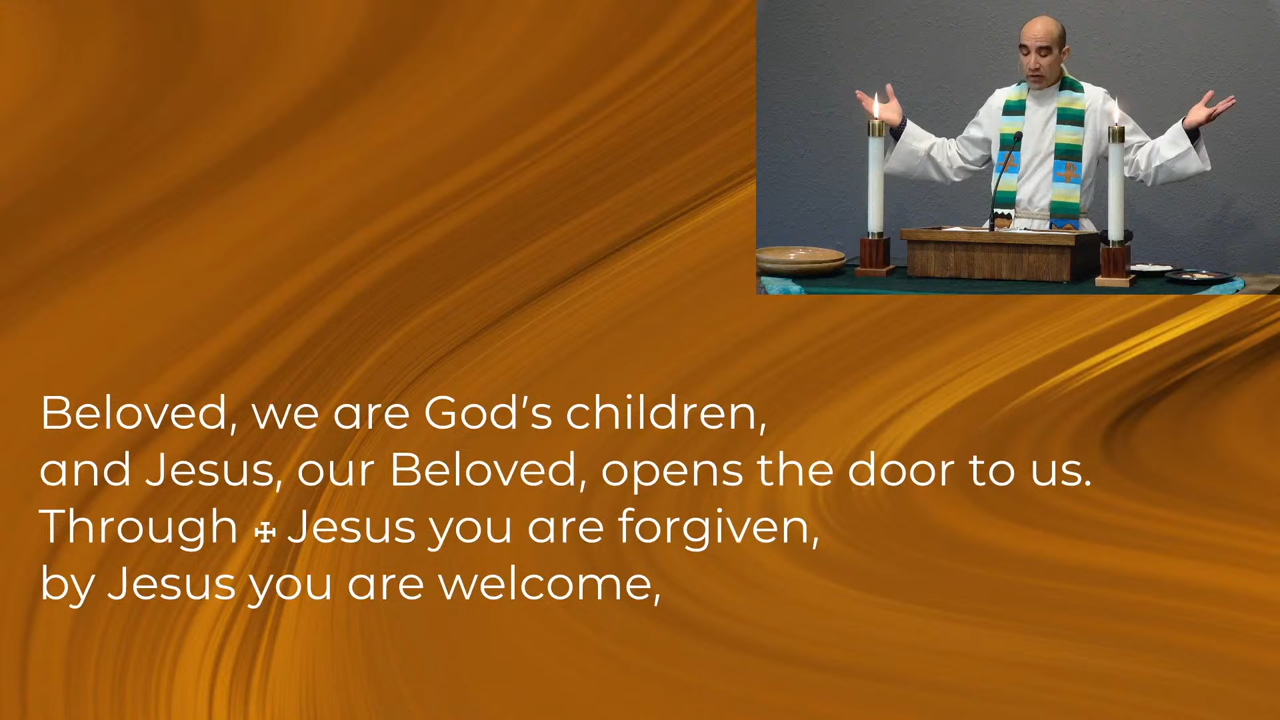 Beloved, we are God’s children,
and Jesus, our Beloved, opens the door to us.
Through ✠ Jesus you are forgiven,
by Jesus you are welcome,